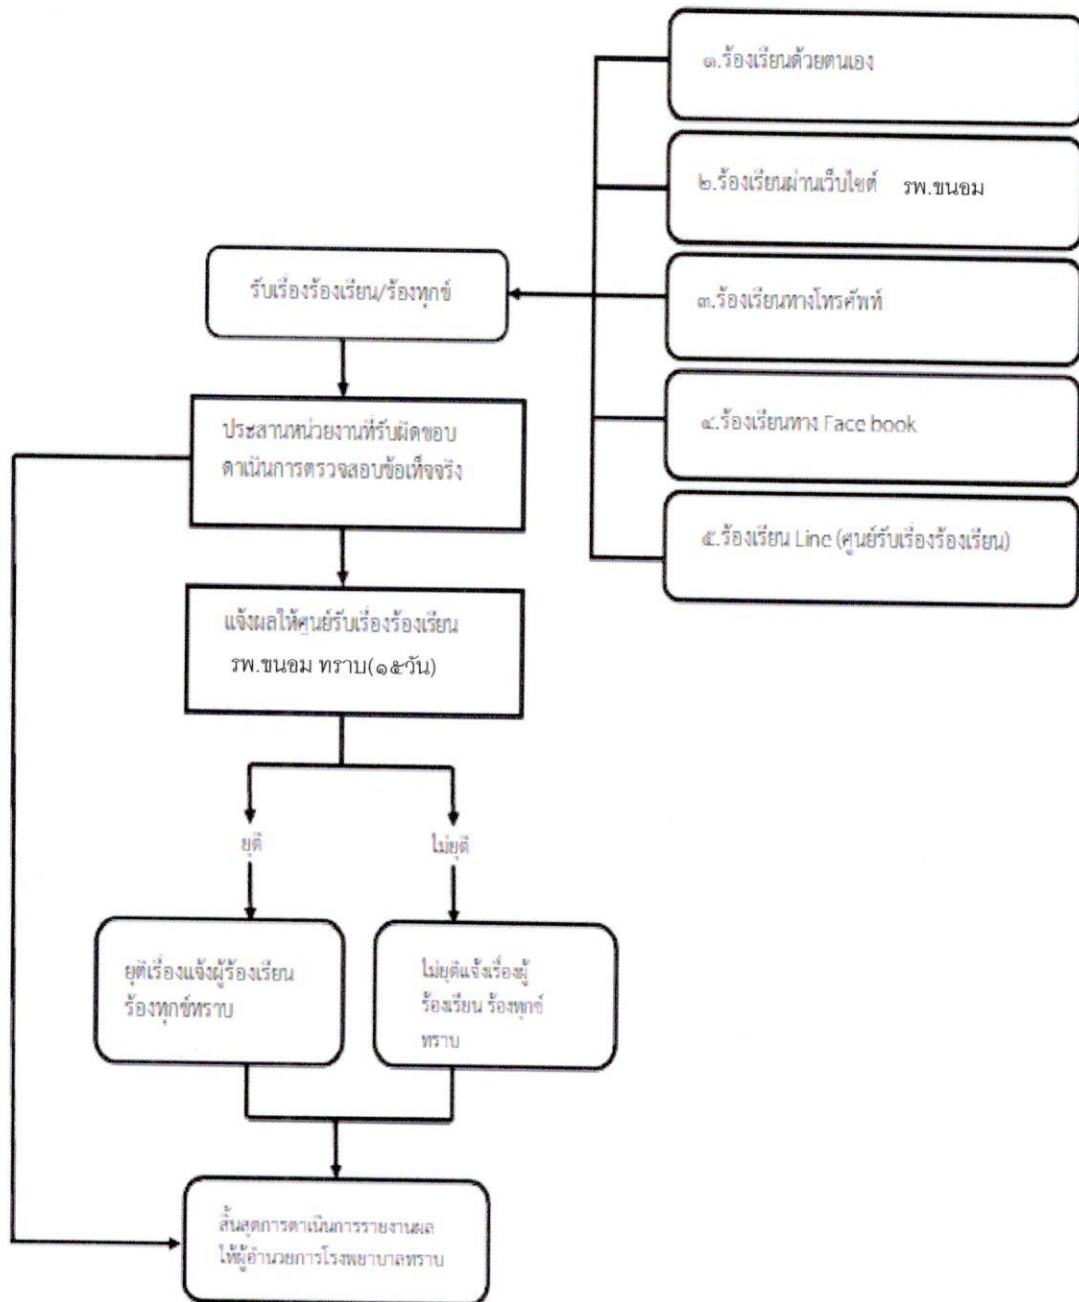 ๑.ร้องเรียนด้วยตนเอง
๒.ร้องเรียนผ่านเว็บไซต์ รพ.ขนอม
รับเรื่องร้องเรียน/ร้องทุกข์
๓.ร้องเรียนทางโทรศัพท์
ประสานหน่วยงานที่รับผิดชอบ
ดาเนินการตรวจสอบข้อเท็จจริง
๔.ร้องเรียนทาง Face book
๕.ร้องเรียน Line (ศูนย์รับเรื่องร้องเรียน)
แจ้งผลให้ศูนย์รับเรื่องร้องเรียน
รพ.ขนอม ทราบ(๑๕วัน)
ยุติ
ไม่ยุติ
ยุติเรื่องแจ้งผู้ร้องเรียน
ร้องทุกข์ทราบ
ไม่ยุติแจ้งเรื่องผู้
ร้องเรียน ร้องทุกข์
ทราบ
สิ้นสุดการดาเนินการรายงานผล
ให้ผู้อำนวยการโรงพยาบาลทราบ